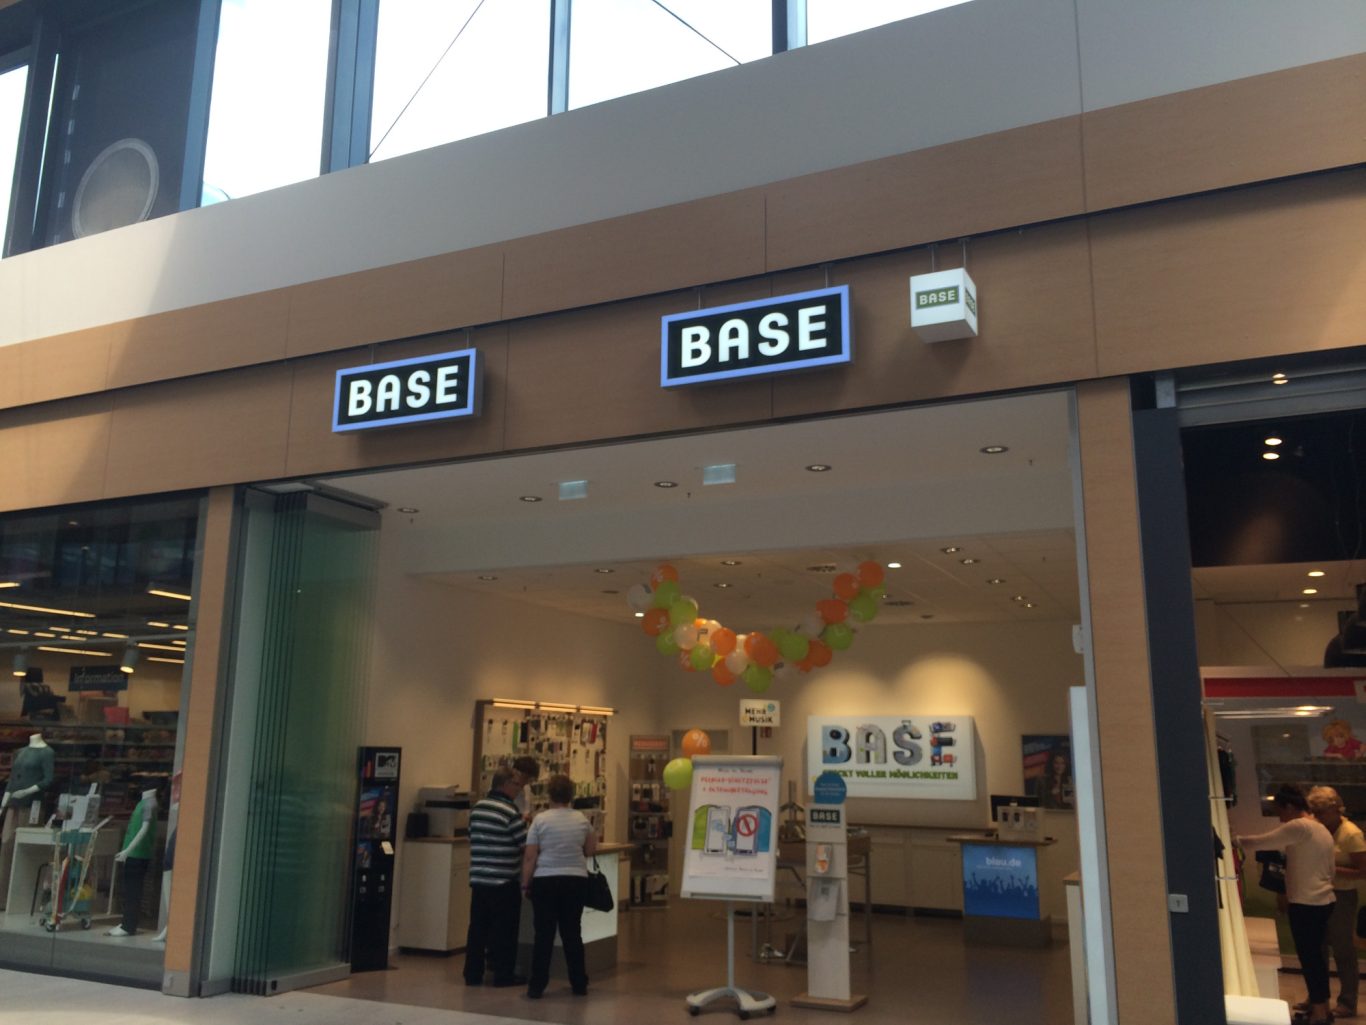 BASE
BASE
BASE
Information
MEHR
MUSIK
%
BASE
VOLLER MÖGLICHKEITEN
BASE
blau.de